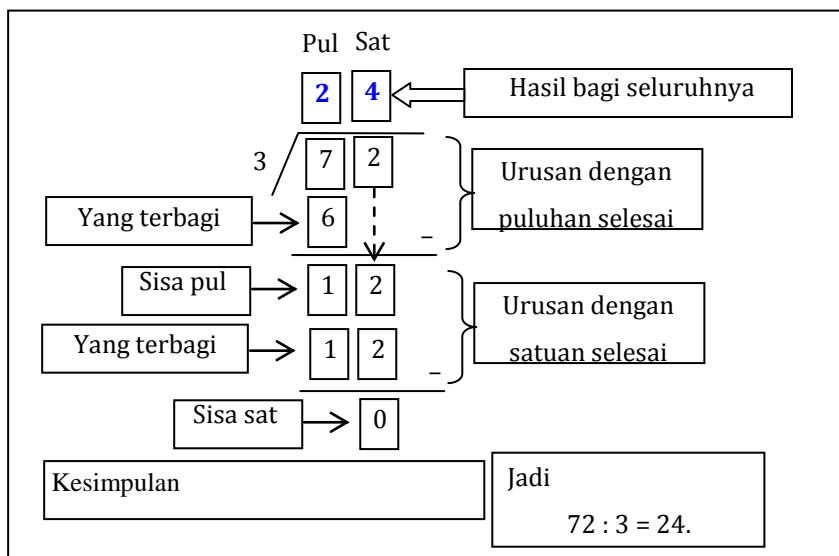 Pul Sat
2 4 Hasil bagi seluruhnya
3 7 2 Urusan dengan
puluhan selesai
Yang terbagi 6 –
Sisa pul 1 2 Urusan dengan
satuan selesai
Yang terbagi 1 2 –
Sisa sat 0
Kesimpulan
Jadi
72 : 3 = 24.